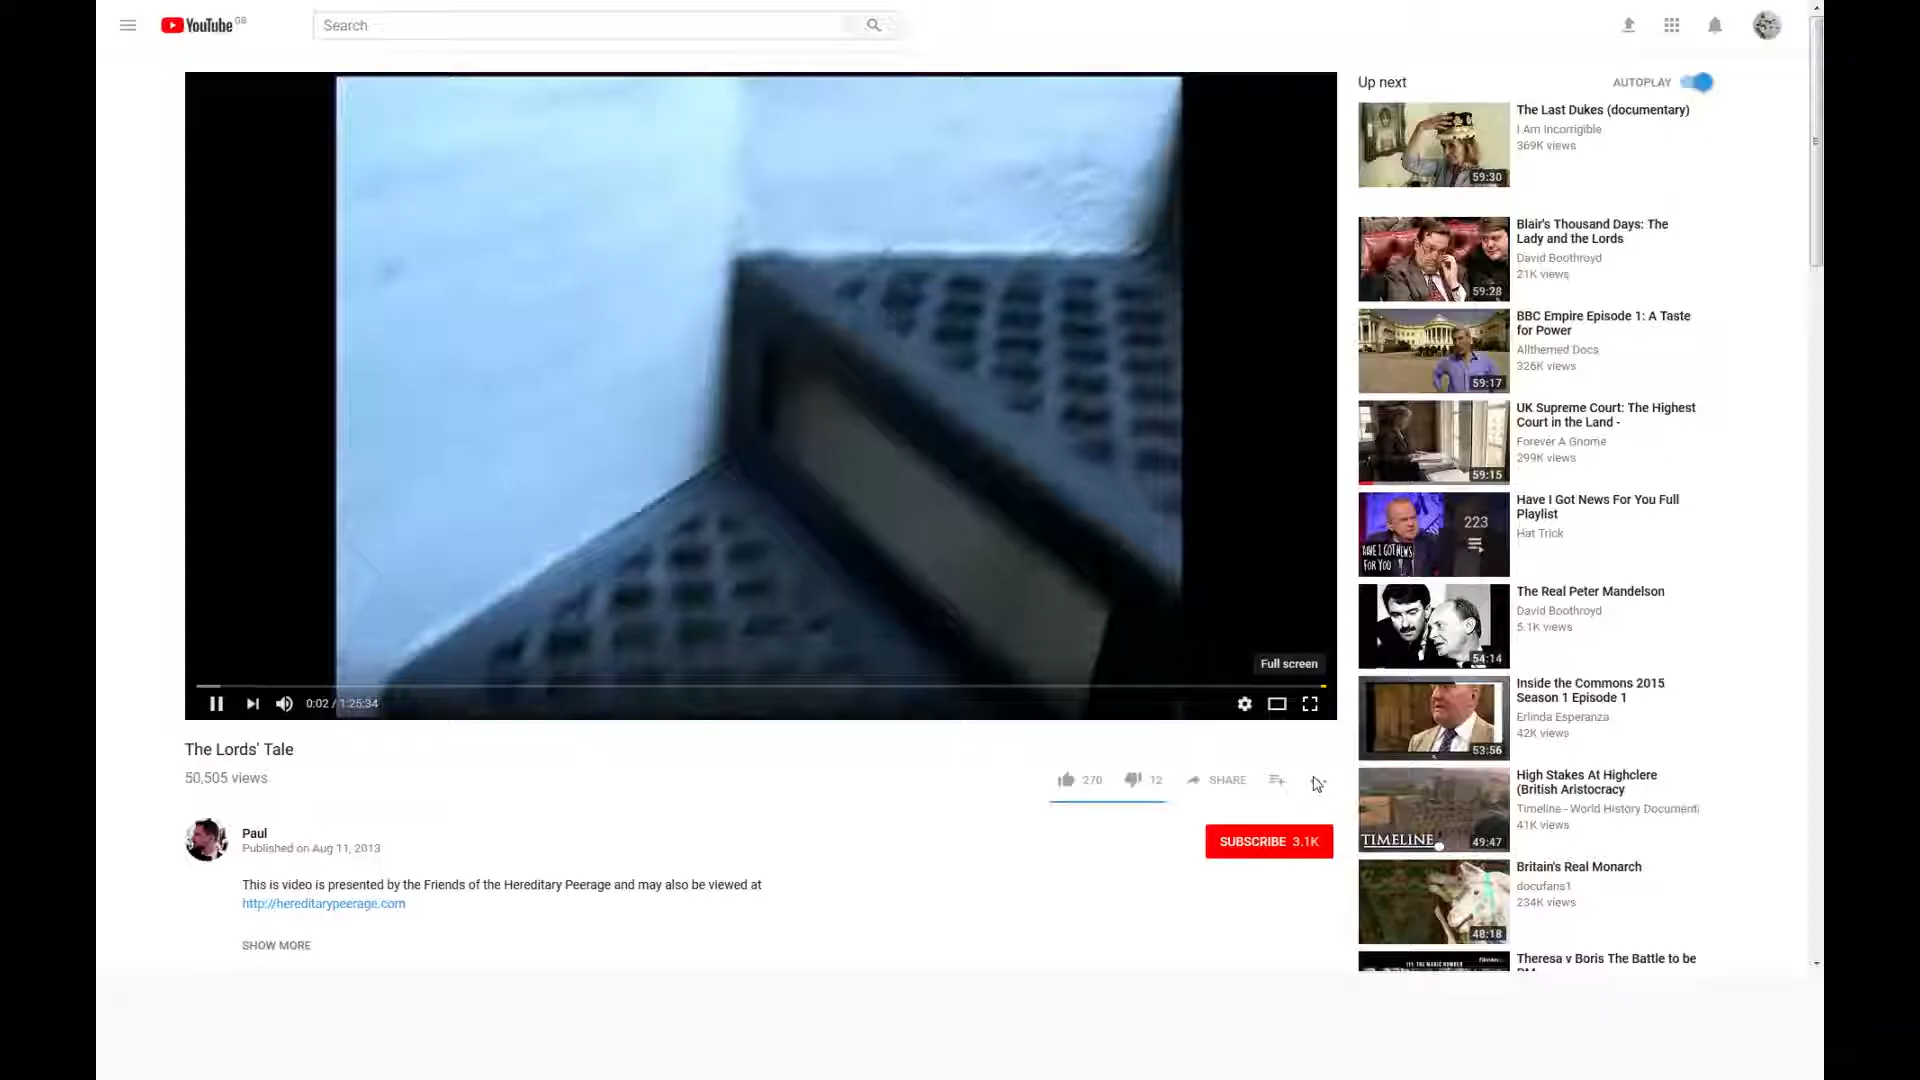 YouTube GB
Search
Full screen
0:02 / 1:25:34
The Lords' Tale
50,505 views
270
12
SHARE
Paul
Published on Aug 11, 2013
SUBSCRIBE 3.1K
This is video is presented by the Friends of the Hereditary Peerage and may also be viewed at
http://hereditarypeerage.com
SHOW MORE
Up next
AUTOPLAY
59:30
The Last Dukes (documentary)
I Am Incorrigible
369K views
59:28
Blair's Thousand Days: The
Lady and the Lords
David Boothroyd
21K views
59:17
BBC Empire Episode 1: A Taste
for Power
Allthemed Docs
326K views
59:15
UK Supreme Court: The Highest
Court in the Land -
Forever A Gnome
299K views
223
HAVE I GOT NEWS
FOR YOU
Have I Got News For You Full
Playlist
Hat Trick
54:14
The Real Peter Mandelson
David Boothroyd
5.1K views
53:56
Inside the Commons 2015
Season 1 Episode 1
Erlinda Esperanza
42K views
TIMELINE
49:47
High Stakes At Highclere
(British Aristocracy
Timeline - World History Documenta
41K views
48:18
Britain's Real Monarch
docufans1
234K views
Theresa v Boris The Battle to be